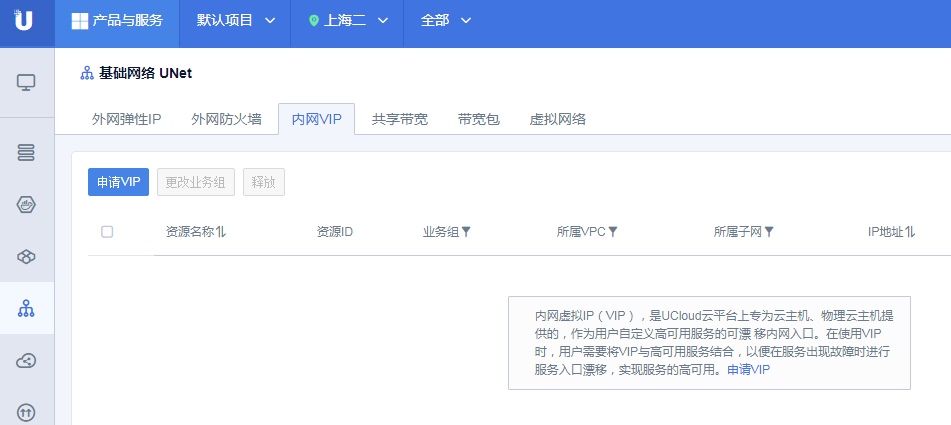 U 产品与服务 默认项目 上海二 全部
基础网络 UNet
外网弹性IP 外网防火墙 内网VIP 共享带宽 带宽包 虚拟网络
申请VIP 更改业务组 释放
资源名称 资源ID 业务组 所属VPC 所属子网 IP地址
内网虚拟IP（VIP），是UCloud云平台上专为云主机、物理云主机提
供的，作为用户自定义高可用服务的可漂 移内网入口。在使用VIP
时，用户需要将VIP与高可用服务结合，以便在服务出现故障时进行
服务入口漂移，实现服务的高可用。申请VIP